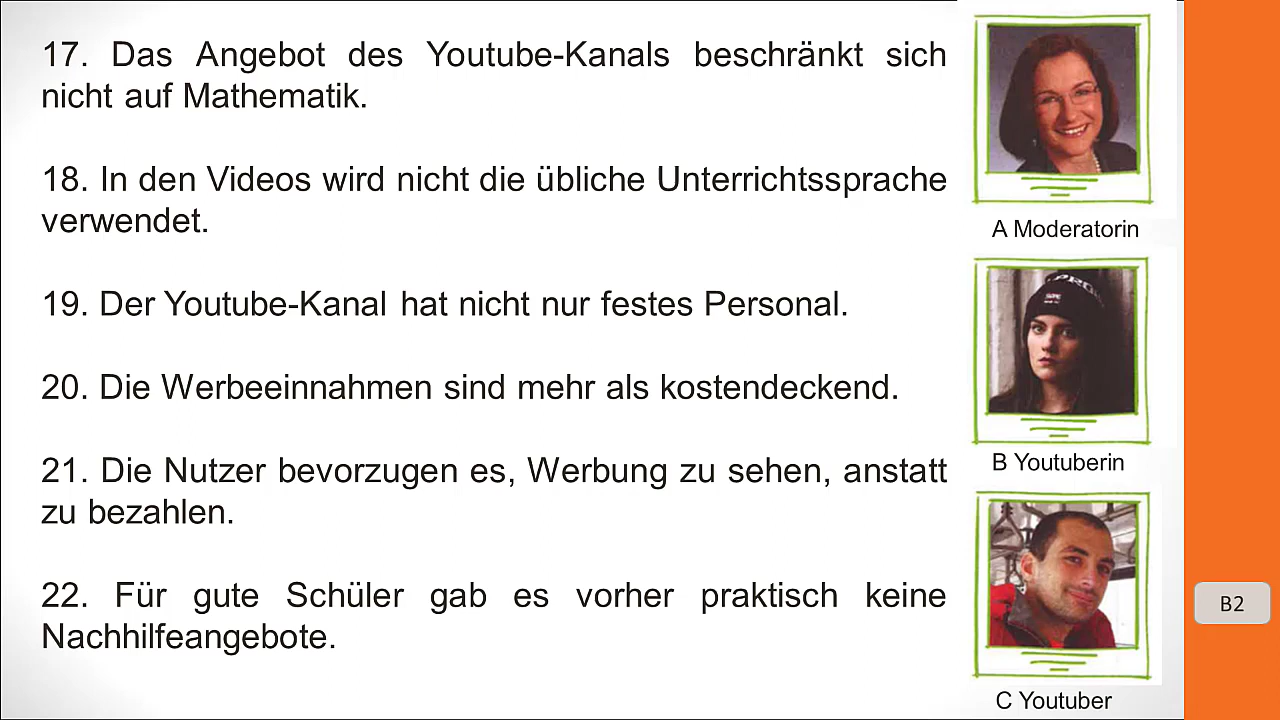 17. Das Angebot des Youtube-Kanals beschränkt sich
nicht auf Mathematik.
18. In den Videos wird nicht die übliche Unterrichtssprache
verwendet.
19. Der Youtube-Kanal hat nicht nur festes Personal.
20. Die Werbeeinnahmen sind mehr als kostendeckend.
21. Die Nutzer bevorzugen es, Werbung zu sehen, anstatt
zu bezahlen.
22. Für gute Schüler gab es vorher praktisch keine
Nachhilfeangebote.
A Moderatorin
B Youtuberin
C Youtuber
B2